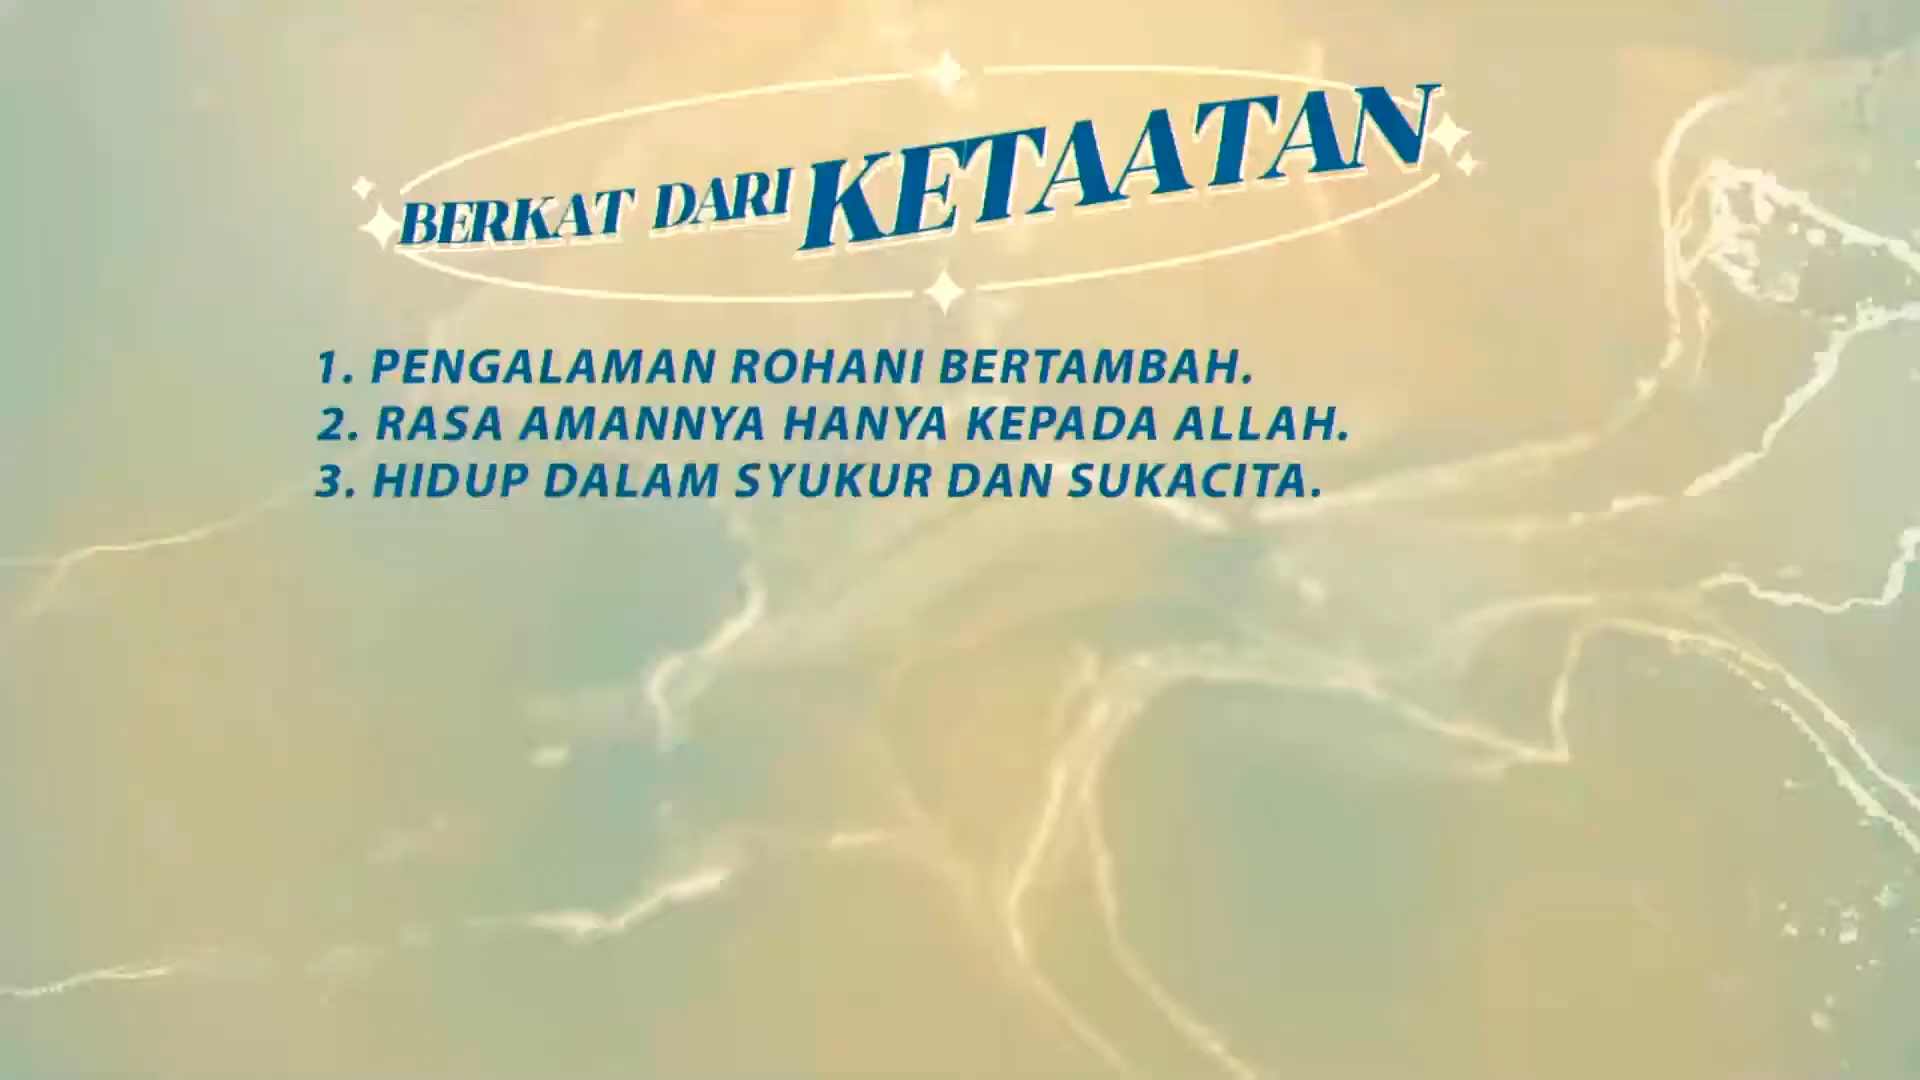 BERKAT DARI KETAATAN
1. PENGALAMAN ROHANI BERTAMBAH.
2. RASA AMANNYA HANYA KEPADA ALLAH.
3. HIDUP DALAM SYUKUR DAN SUKACITA.